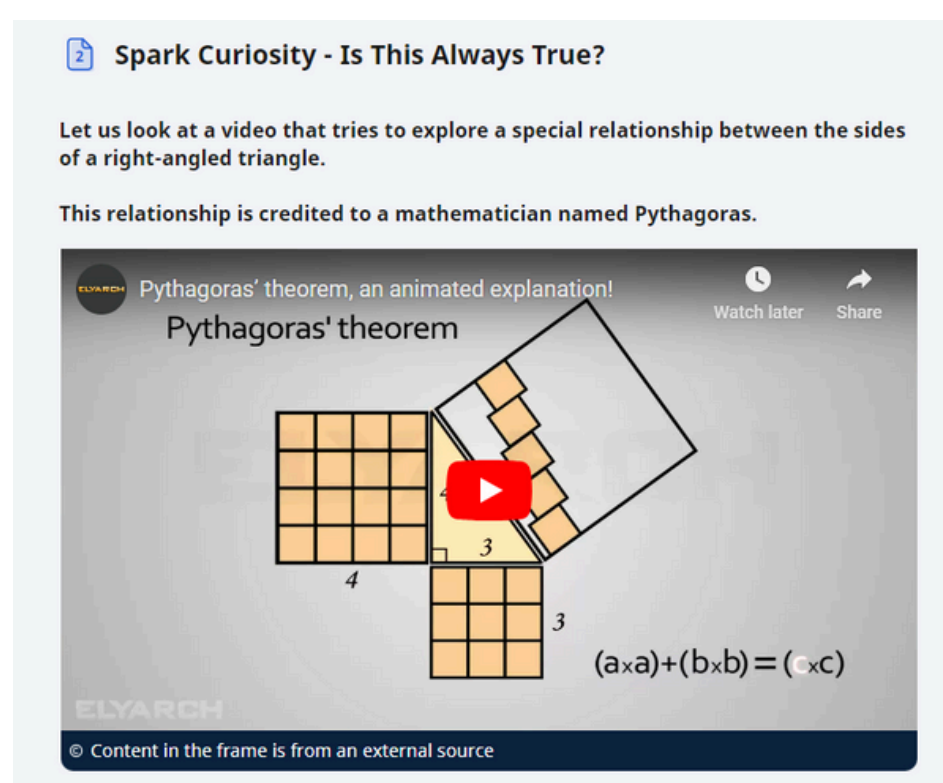 2
Spark Curiosity - Is This Always True?
Let us look at a video that tries to explore a special relationship between the sides
of a right-angled triangle.
This relationship is credited to a mathematician named Pythagoras.
ELYARCH
Pythagoras’ theorem, an animated explanation!
Watch later
Share
Pythagoras' theorem
4
3
4
3
(a×a)+(b×b)=(c×c)
ELYARCH
© Content in the frame is from an external source